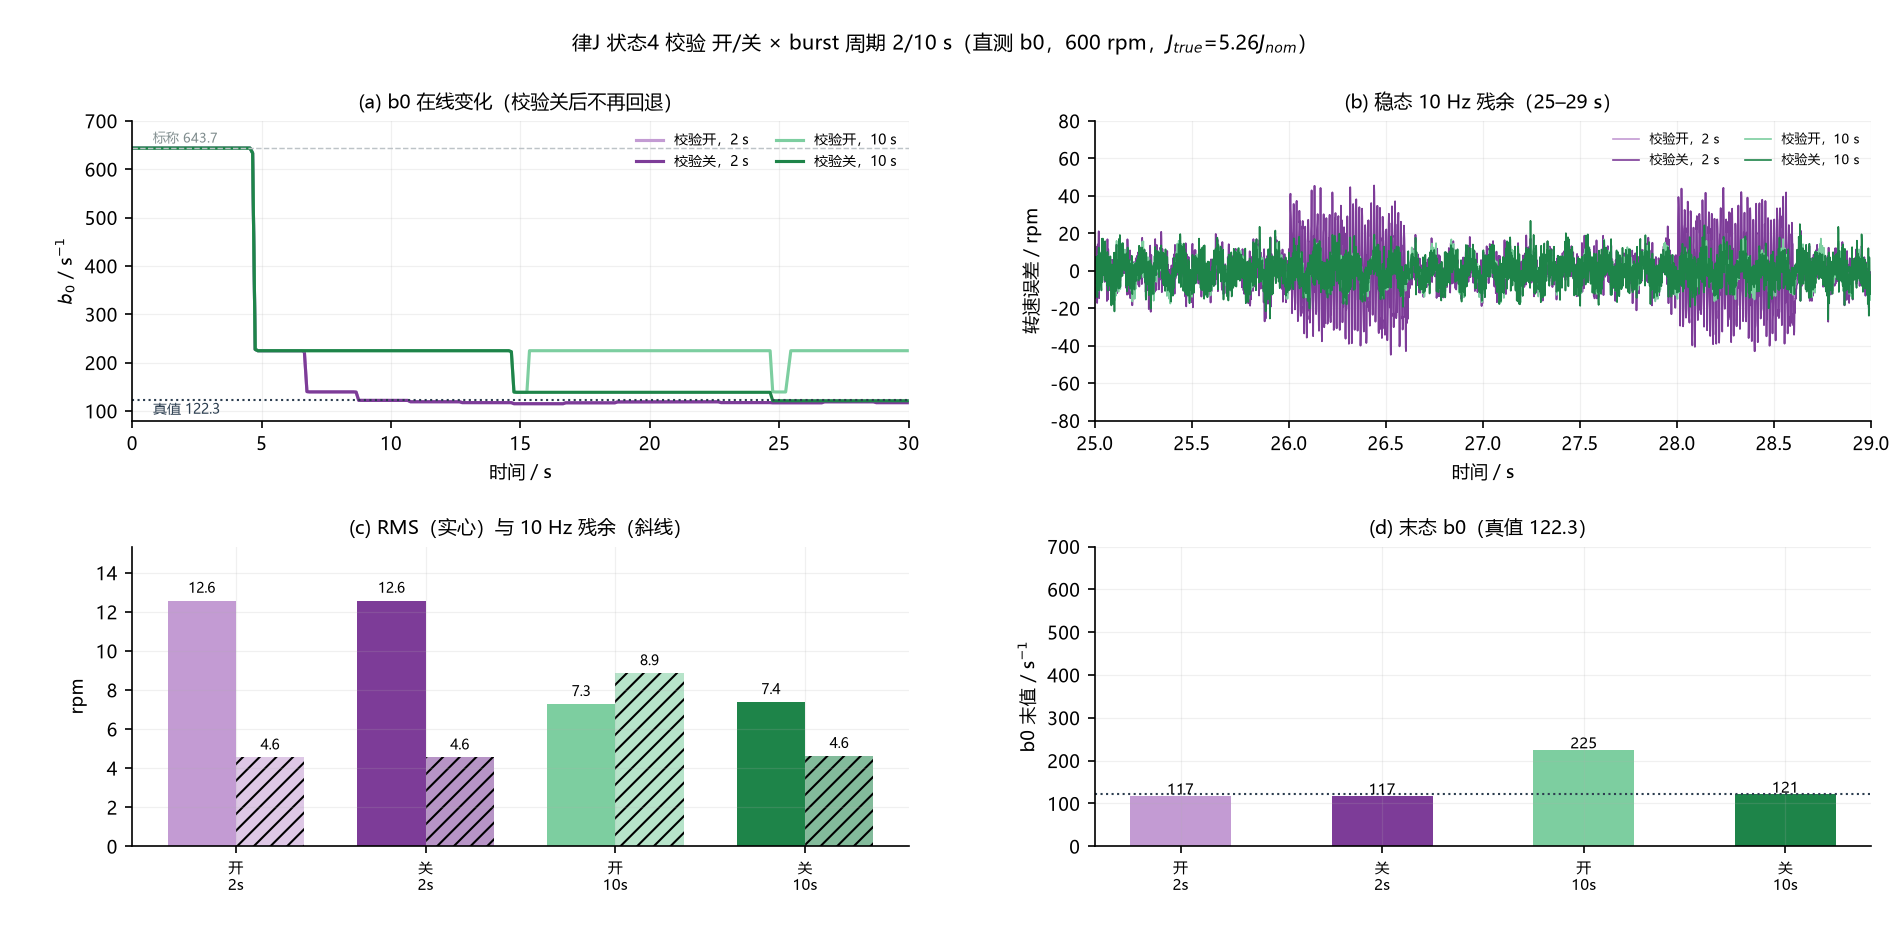 律J 状态4 校验 开/关 × burst 周期 2/10 s（直测 b0，600 rpm，J_true=5.26J_nom）
(a) b0 在线变化（校验关后不再回退）
700
600
500
400
300
200
100
b₀ / s⁻¹
标称 643.7
真值 122.3
校验开，2 s
校验关，2 s
校验开，10 s
校验关，10 s
0 5 10 15 20 25 30
时间 / s
(b) 稳态 10 Hz 残余（25–29 s）
80
60
40
20
0
-20
-40
-60
-80
转速误差 / rpm
校验开，2 s
校验关，2 s
校验开，10 s
校验关，10 s
25.0 25.5 26.0 26.5 27.0 27.5 28.0 28.5 29.0
时间 / s
(c) RMS（实心）与 10 Hz 残余（斜线）
14
12
10
8
6
4
2
0
rpm
12.6
4.6
12.6
4.6
7.3
8.9
7.4
4.6
开
2s
关
2s
开
10s
关
10s
(d) 末态 b0（真值 122.3）
700
600
500
400
300
200
100
0
b0 末值 / s⁻¹
117
117
225
121
开
2s
关
2s
开
10s
关
10s